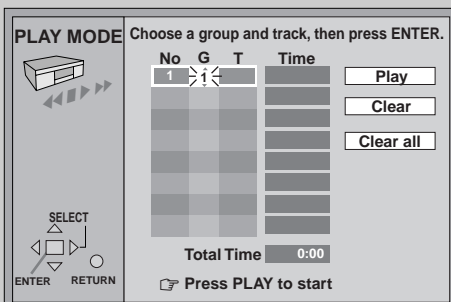 PLAY MODE
Choose a group and track, then press ENTER.
No G T Time
1 1
Play
Clear
Clear all
SELECT
ENTER RETURN
Total Time 0:00
☞ Press PLAY to start